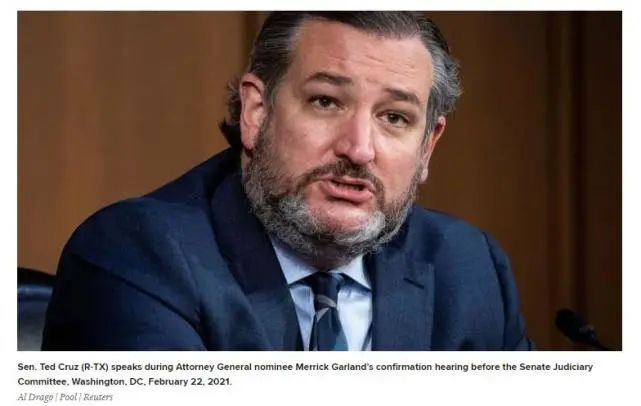 Sen. Ted Cruz (R-TX) speaks during Attorney General nominee Merrick Garland's confirmation hearing before the Senate Judiciary
Committee, Washington, DC, February 22, 2021.
Al Drago | Pool | Reuters